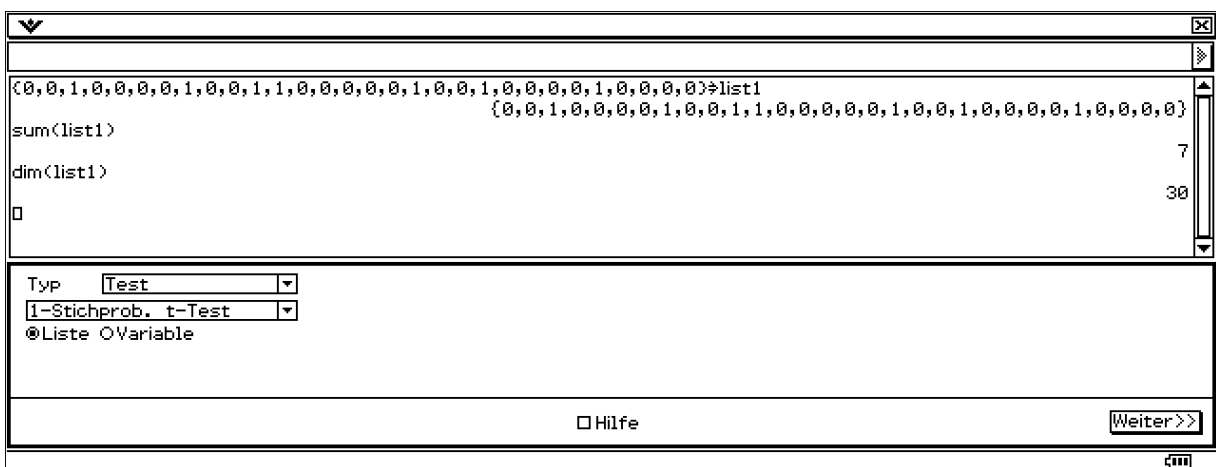 {0,0,1,0,0,0,0,1,0,0,1,1,0,0,0,0,0,1,0,0,1,0,0,0,0,1,0,0,0,0}⇒list1
{0,0,1,0,0,0,0,1,0,0,1,1,0,0,0,0,0,1,0,0,1,0,0,0,0,1,0,0,0,0}
sum(list1)
7
dim(list1)
30
Typ Test
1-Stichprob. t-Test
Liste Variable
Hilfe Weiter>>